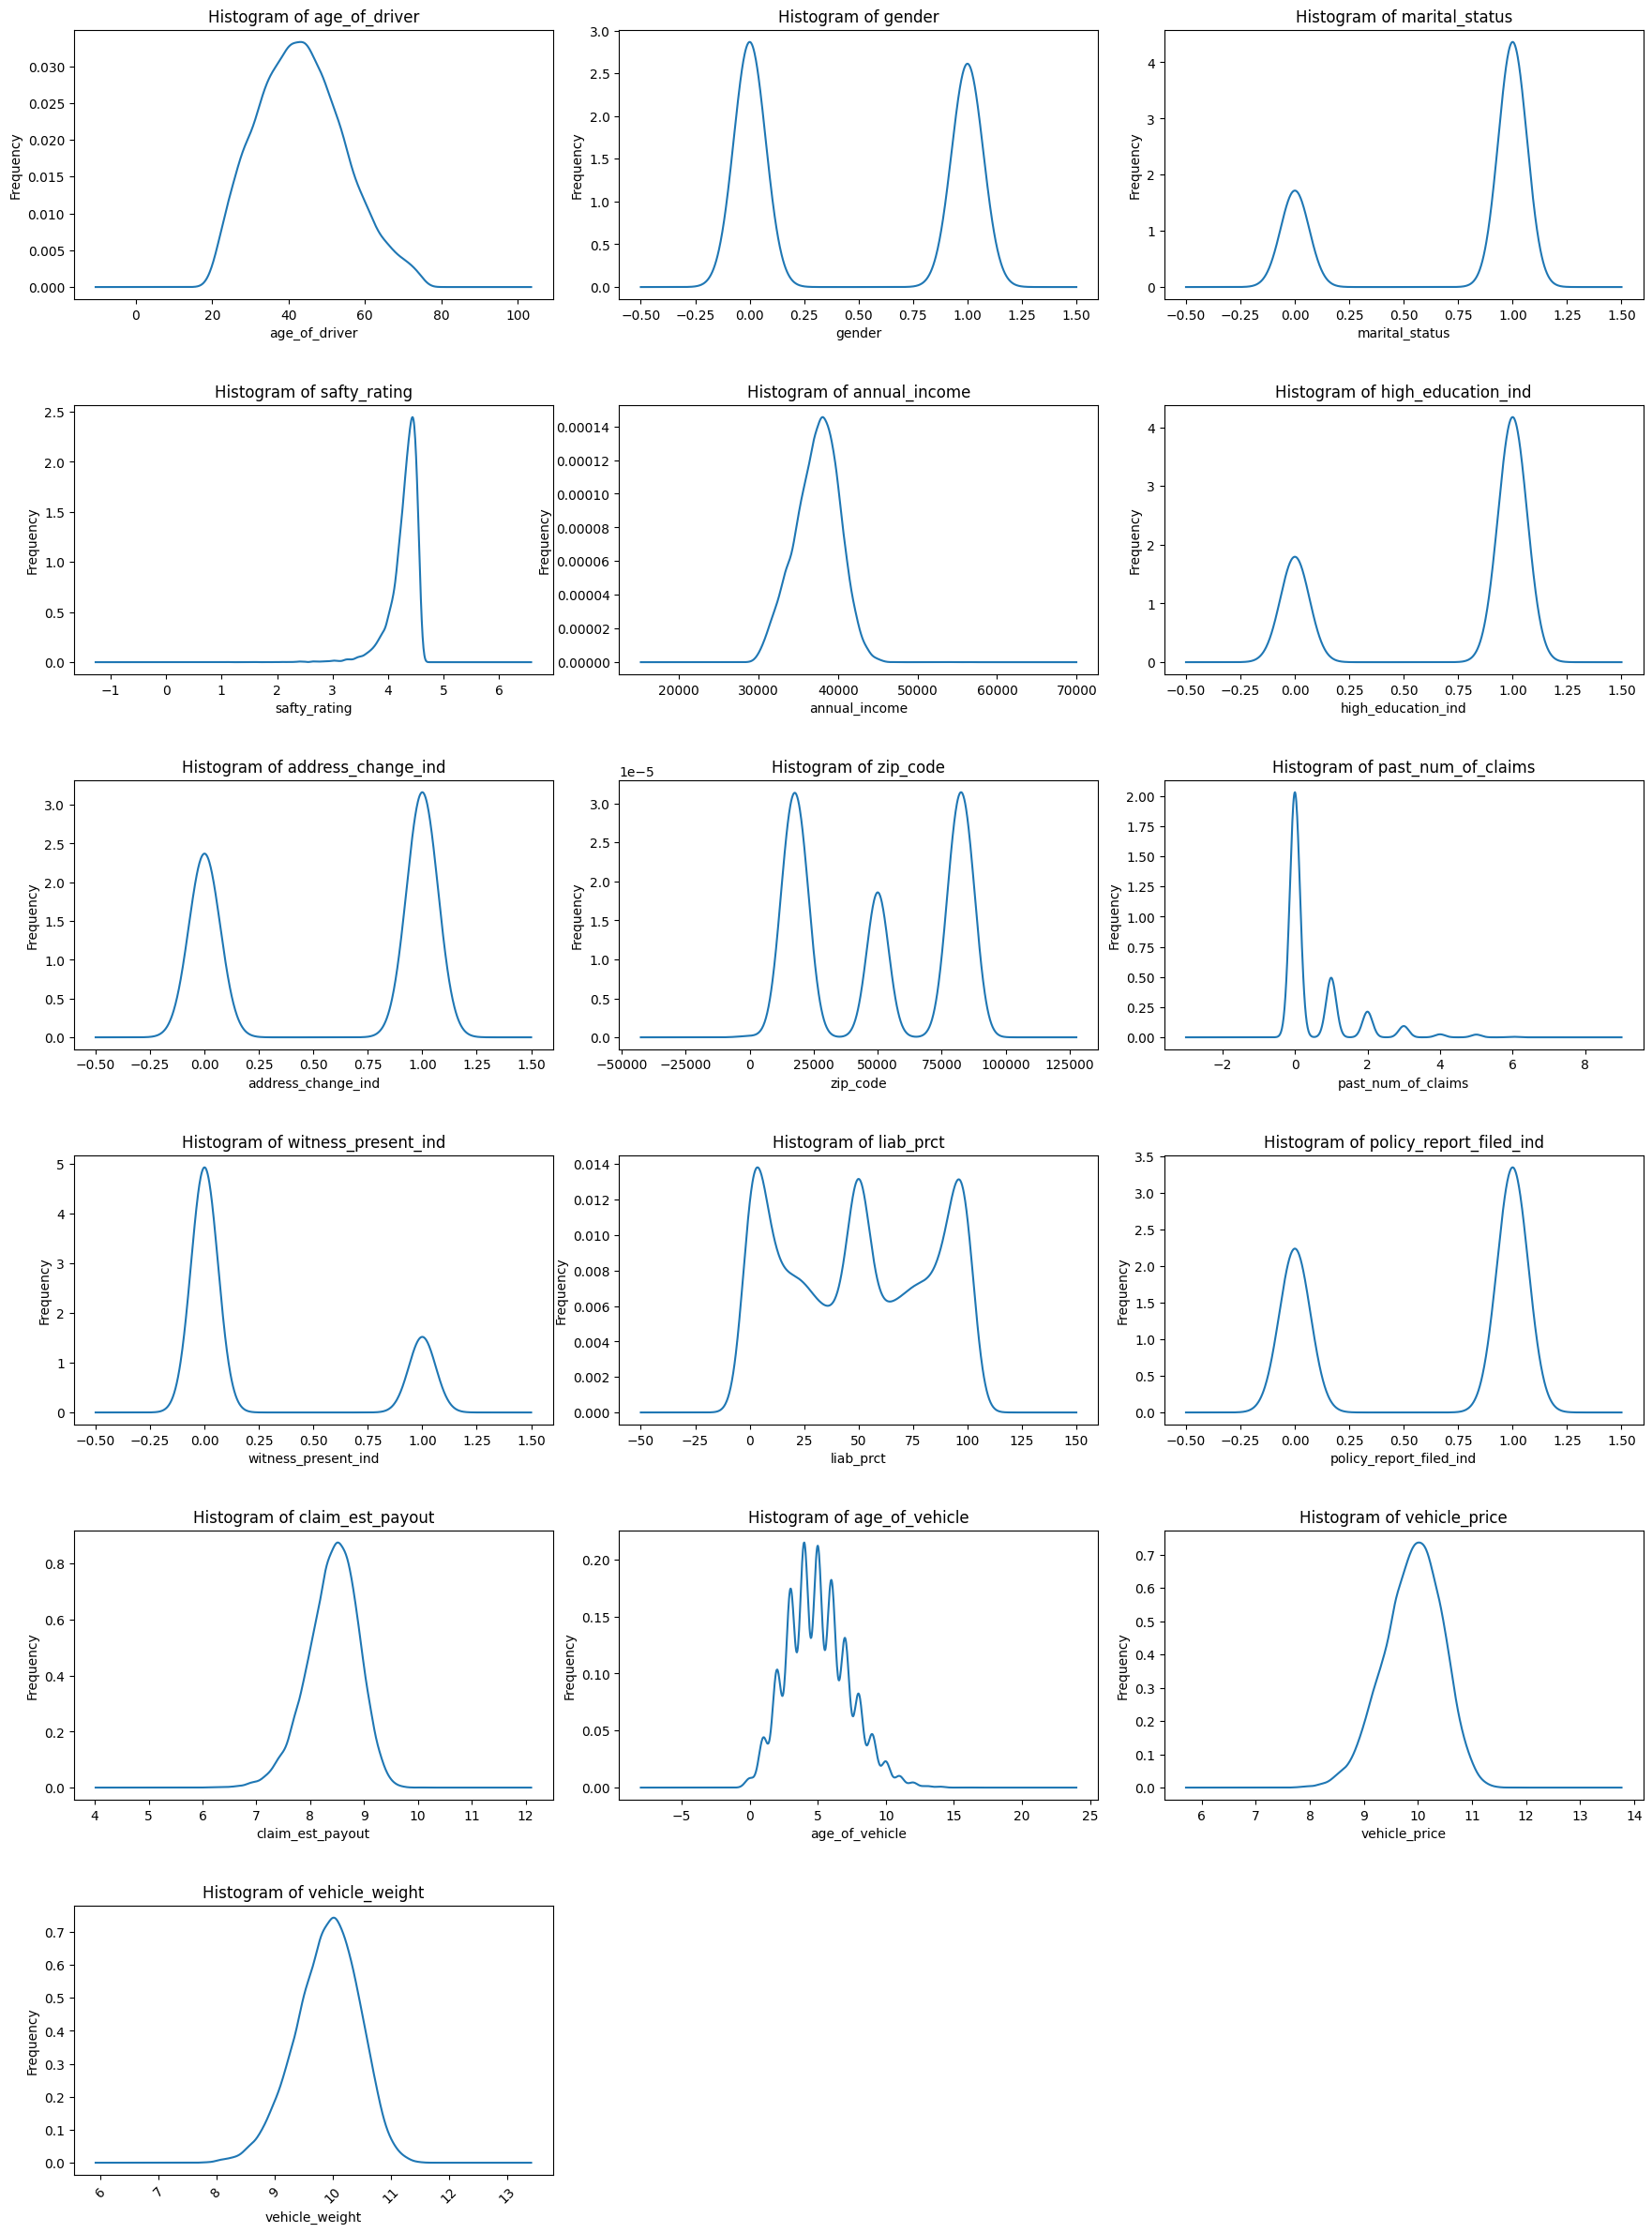 Histogram of age_of_driver
Frequency
0.030
0.025
0.020
0.015
0.010
0.005
0.000
0 20 40 60 80 100
age_of_driver
Histogram of gender
Frequency
3.0
2.5
2.0
1.5
1.0
0.5
0.0
−0.50 −0.25 0.00 0.25 0.50 0.75 1.00 1.25 1.50
gender
Histogram of marital_status
Frequency
4
3
2
1
0
−0.50 −0.25 0.00 0.25 0.50 0.75 1.00 1.25 1.50
marital_status
Histogram of safty_rating
Frequency
2.5
2.0
1.5
1.0
0.5
0.0
−1 0 1 2 3 4 5 6
safty_rating
Histogram of annual_income
Frequency
0.00014
0.00012
0.00010
0.00008
0.00006
0.00004
0.00002
0.00000
20000 30000 40000 50000 60000 70000
annual_income
Histogram of high_education_ind
Frequency
4
3
2
1
0
−0.50 −0.25 0.00 0.25 0.50 0.75 1.00 1.25 1.50
high_education_ind
Histogram of address_change_ind
Frequency
3.0
2.5
2.0
1.5
1.0
0.5
0.0
−0.50 −0.25 0.00 0.25 0.50 0.75 1.00 1.25 1.50
address_change_ind
Histogram of zip_code
1e−5
Frequency
3.0
2.5
2.0
1.5
1.0
0.5
0.0
−50000 −25000 0 25000 50000 75000 100000 125000
zip_code
Histogram of past_num_of_claims
Frequency
2.00
1.75
1.50
1.25
1.00
0.75
0.50
0.25
0.00
−2 0 2 4 6 8
past_num_of_claims
Histogram of witness_present_ind
Frequency
5
4
3
2
1
0
−0.50 −0.25 0.00 0.25 0.50 0.75 1.00 1.25 1.50
witness_present_ind
Histogram of liab_prct
Frequency
0.014
0.012
0.010
0.008
0.006
0.004
0.002
0.000
−50 −25 0 25 50 75 100 125 150
liab_prct
Histogram of policy_report_filed_ind
Frequency
3.5
3.0
2.5
2.0
1.5
1.0
0.5
0.0
−0.50 −0.25 0.00 0.25 0.50 0.75 1.00 1.25 1.50
policy_report_filed_ind
Histogram of claim_est_payout
Frequency
0.8
0.6
0.4
0.2
0.0
4 5 6 7 8 9 10 11 12
claim_est_payout
Histogram of age_of_vehicle
Frequency
0.20
0.15
0.10
0.05
0.00
−5 0 5 10 15 20 25
age_of_vehicle
Histogram of vehicle_price
Frequency
0.7
0.6
0.5
0.4
0.3
0.2
0.1
0.0
6 7 8 9 10 11 12 13 14
vehicle_price
Histogram of vehicle_weight
Frequency
0.7
0.6
0.5
0.4
0.3
0.2
0.1
0.0
6 7 8 9 10 11 12 13
vehicle_weight